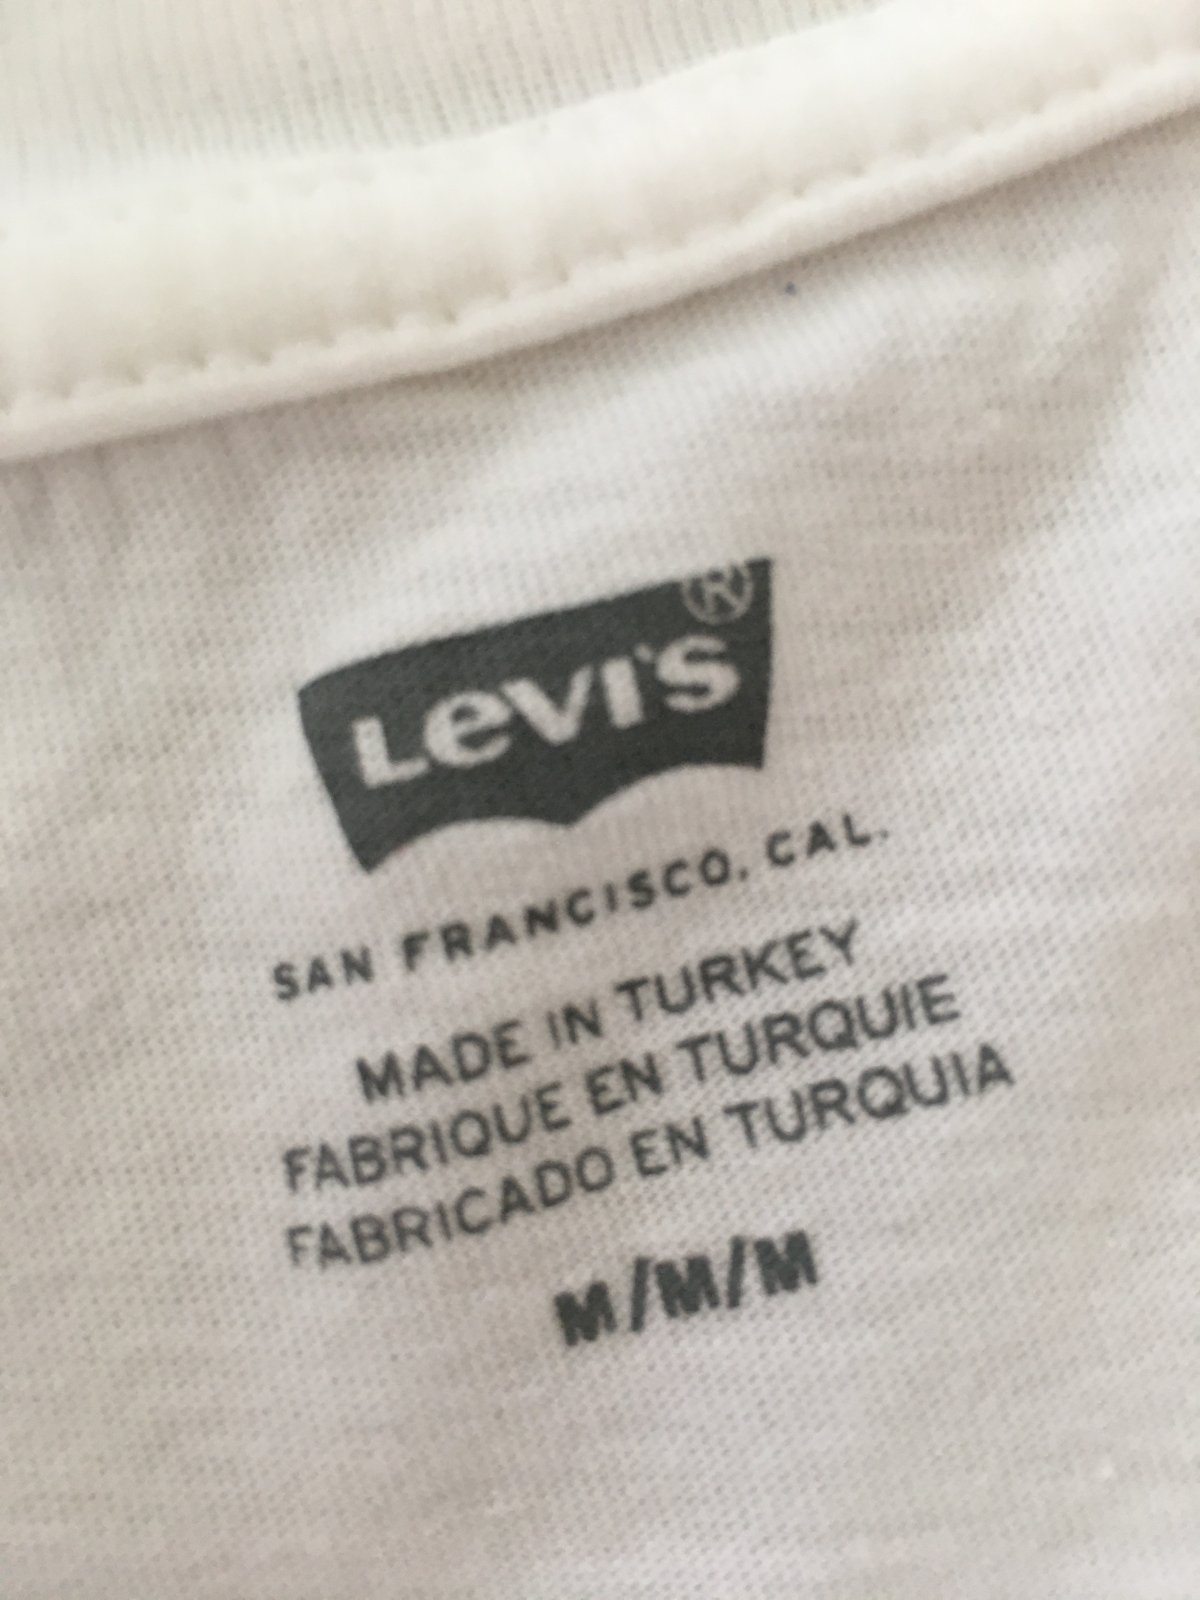 Levi's®
SAN FRANCISCO, CAL.
MADE IN TURKEY
FABRIQUE EN TURQUIE
FABRICADO EN TURQUIA
M/M/M